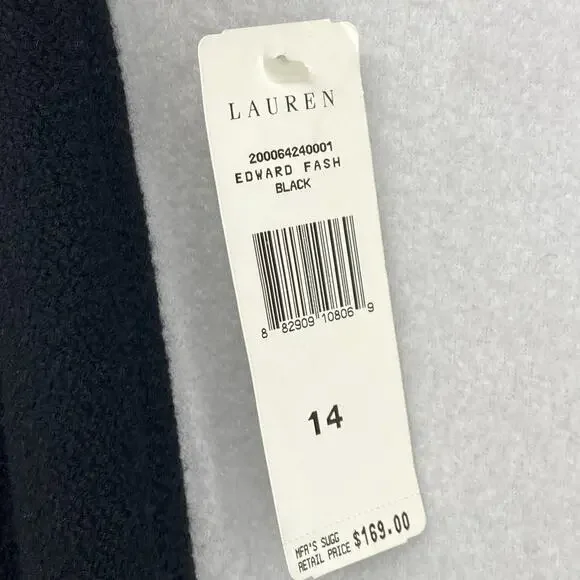 LAUREN
200064240001
EDWARD FASH
BLACK
8 82909 10806 9
14
MFR'S SUGG
RETAIL PRICE $169.00